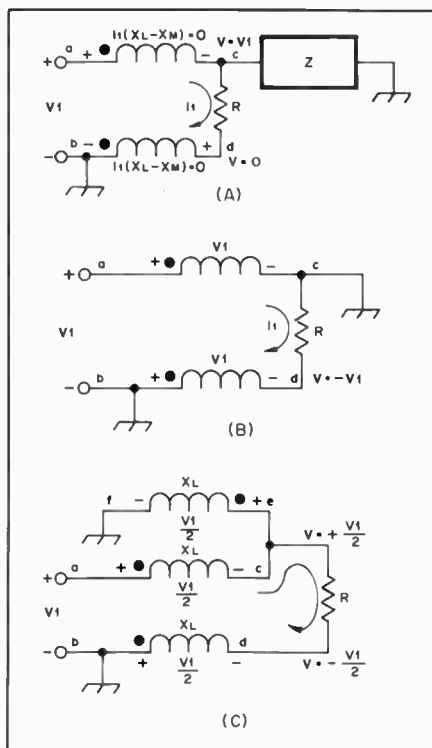 I1(XL-XM)=0
a + - c V=V1
+ Z
V1 I1 R
b - + d
- I1(XL-XM)=0 V=0
(A)
V1
+ a + - c
V1 I1 R
V1
- b + - d V=-V1
(B)
XL
f - + e
V1/2
XL V=+V1/2
+ a + - c
V1/2
V1 R
XL
- b d
+ V1/2 -
V=-V1/2
(C)